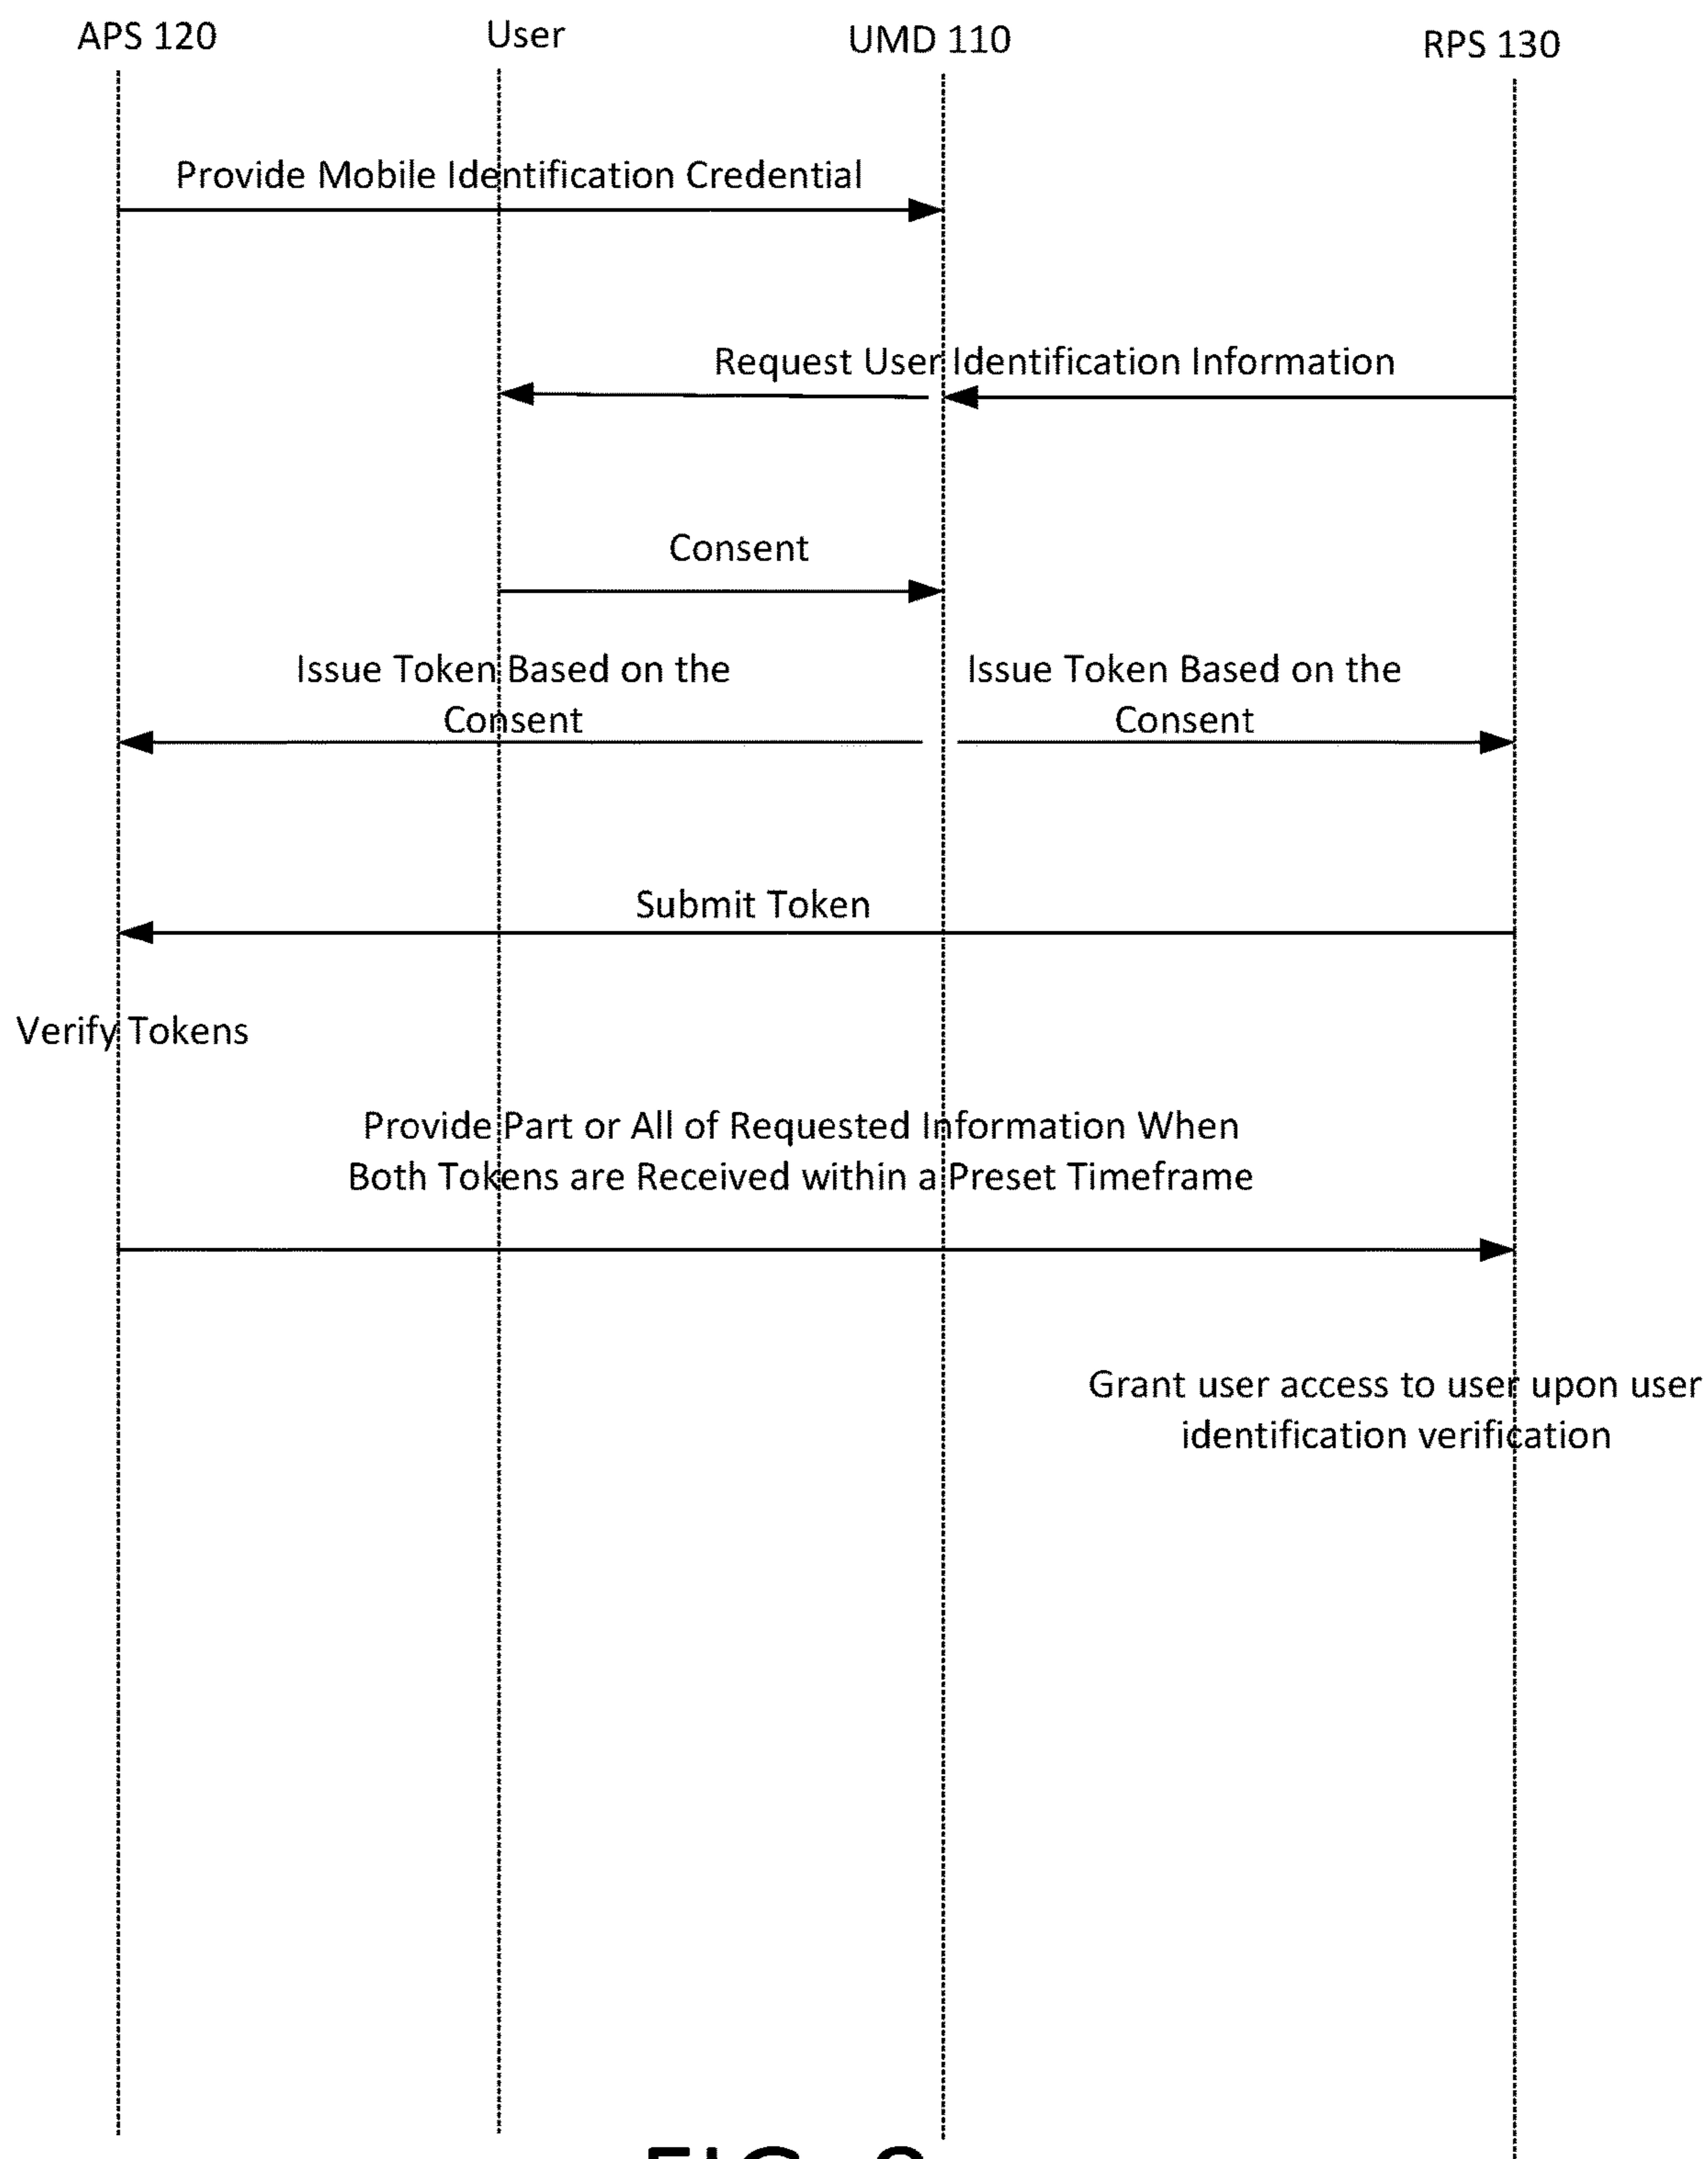 APS 120
User
UMD 110
RPS 130
Provide Mobile Identification Credential
Request User Identification Information
Consent
Issue Token Based on the
Consent
Issue Token Based on the
Consent
Submit Token
Verify Tokens
Provide Part or All of Requested Information When
Both Tokens are Received within a Preset Timeframe
Grant user access to user upon user
identification verification
FIG.